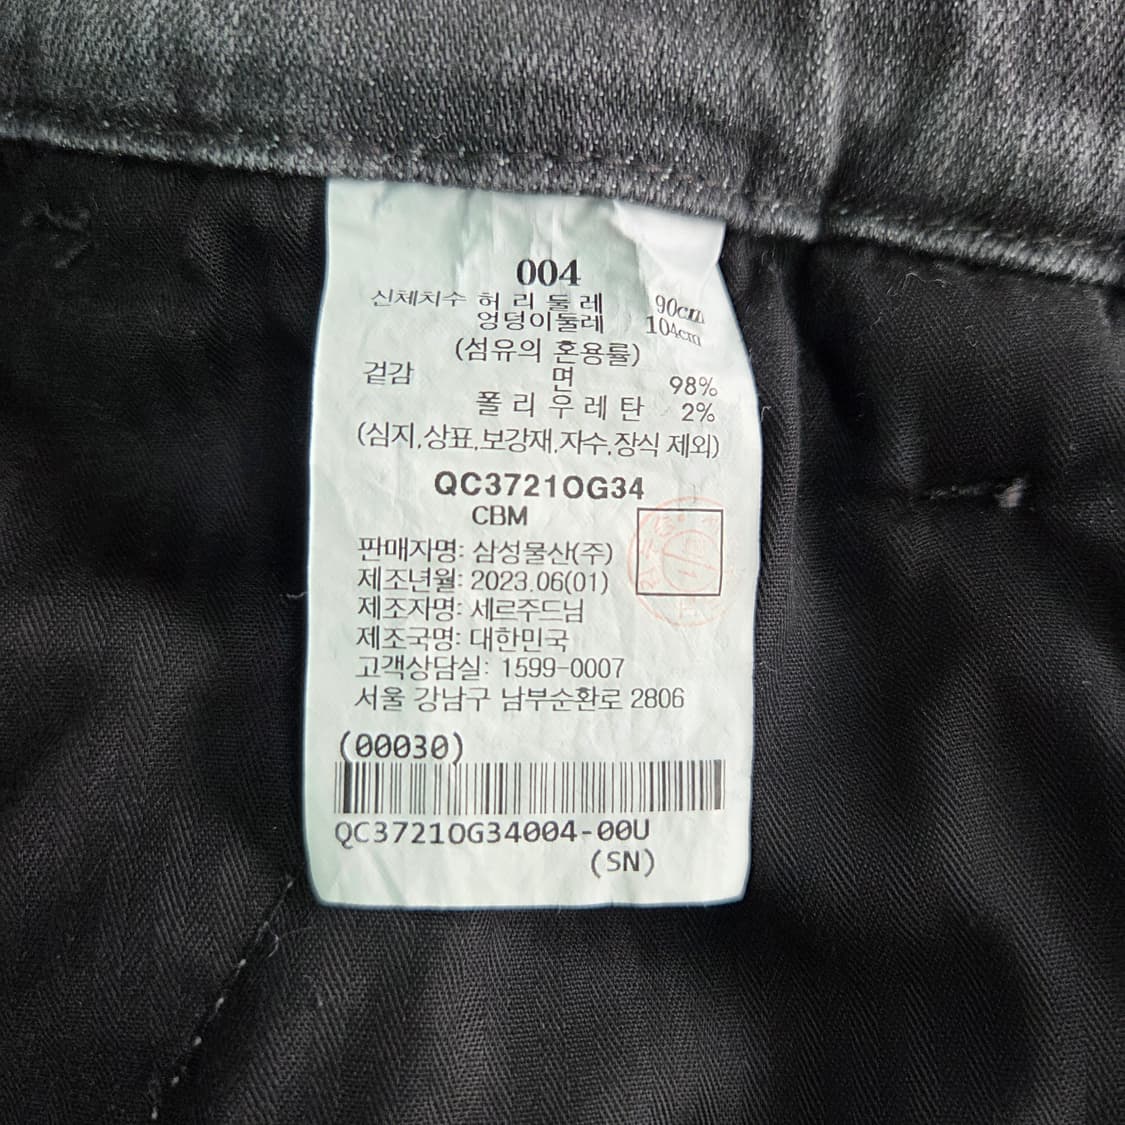 004
신체치수 허 리 둘 레 90cm
엉덩이둘레 104cm
(섬유의 혼용률)
겉감 면 98%
폴 리 우 레 탄 2%
(심지,상표,보강재,자수,장식 제외)
QC3721OG34
CBM
판매자명: 삼성물산(주)
제조년월: 2023.06(01)
제조자명: 세르주드님
제조국명: 대한민국
고객상담실: 1599-0007
서울 강남구 남부순환로 2806
(00030)
QC3721OG34004-00U
(SN)